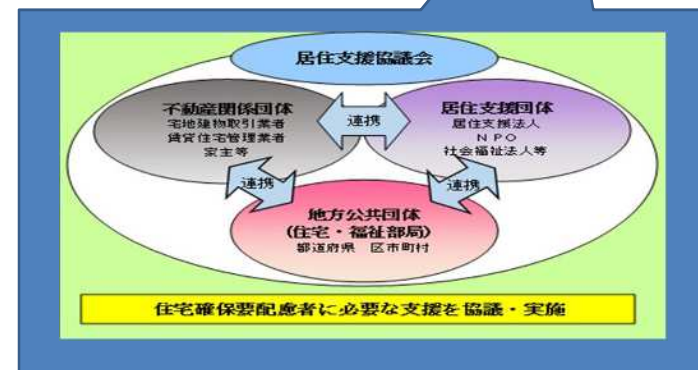 居住支援協議会
不動産関係団体
宅地建物取引業者
賃貸住宅管理業者
家主等
連携
居住支援団体
居住支援法人
NPO
社会福祉法人等
連携
連携
地方公共団体
(住宅・福祉部局)
都道府県 区市町村
住宅確保要配慮者に必要な支援を協議・実施